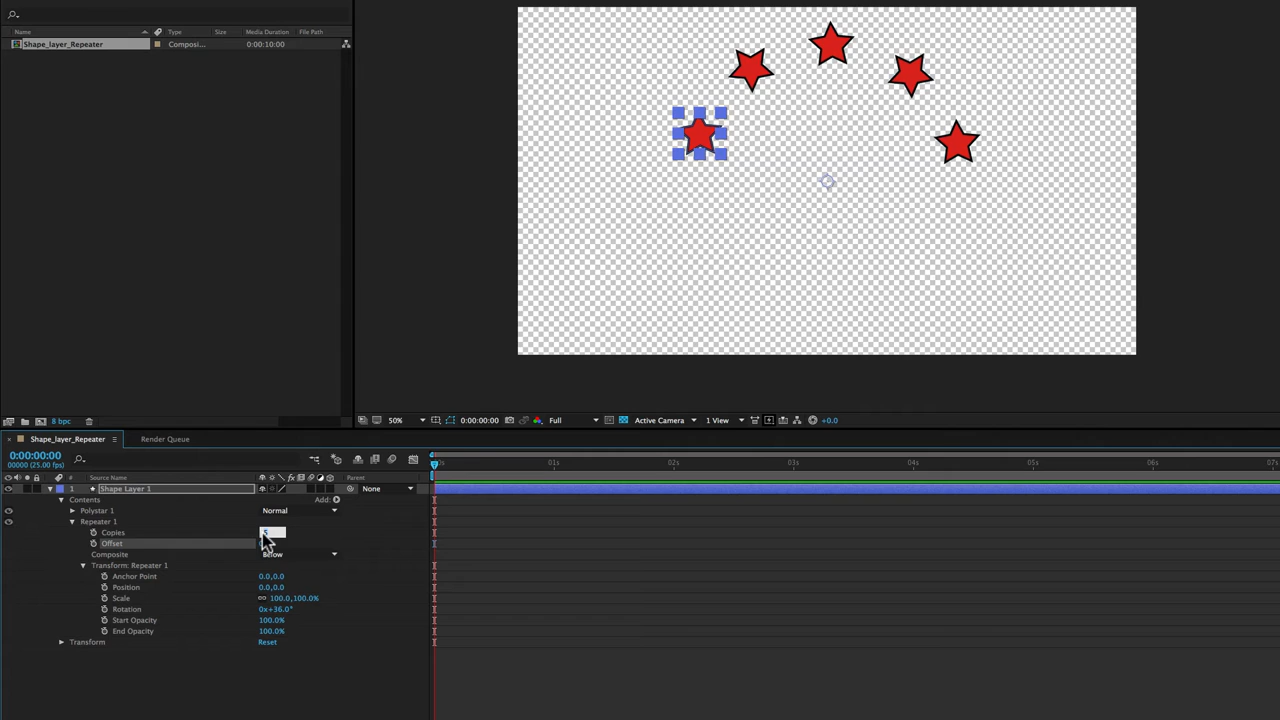 Name Type Size Media Duration File Path
Shape_layer_Repeater Composi... 0:00:10:00
8 bpc 50% 0:00:00:00 Full Active Camera 1 View +0.0
Shape_layer_Repeater Render Queue
0:00:00:00
00000 (25.00 fps)
01s 02s 03s 04s 05s 06s 07s
# Source Name Parent
1 Shape Layer 1 None
Contents Add:
Polystar 1 Normal
Repeater 1
Copies
Offset
Composite Below
Transform: Repeater 1
Anchor Point 0.0,0.0
Position 0.0,0.0
Scale 100.0,100.0%
Rotation 0x+36.0°
Start Opacity 100.0%
End Opacity 100.0%
Transform Reset